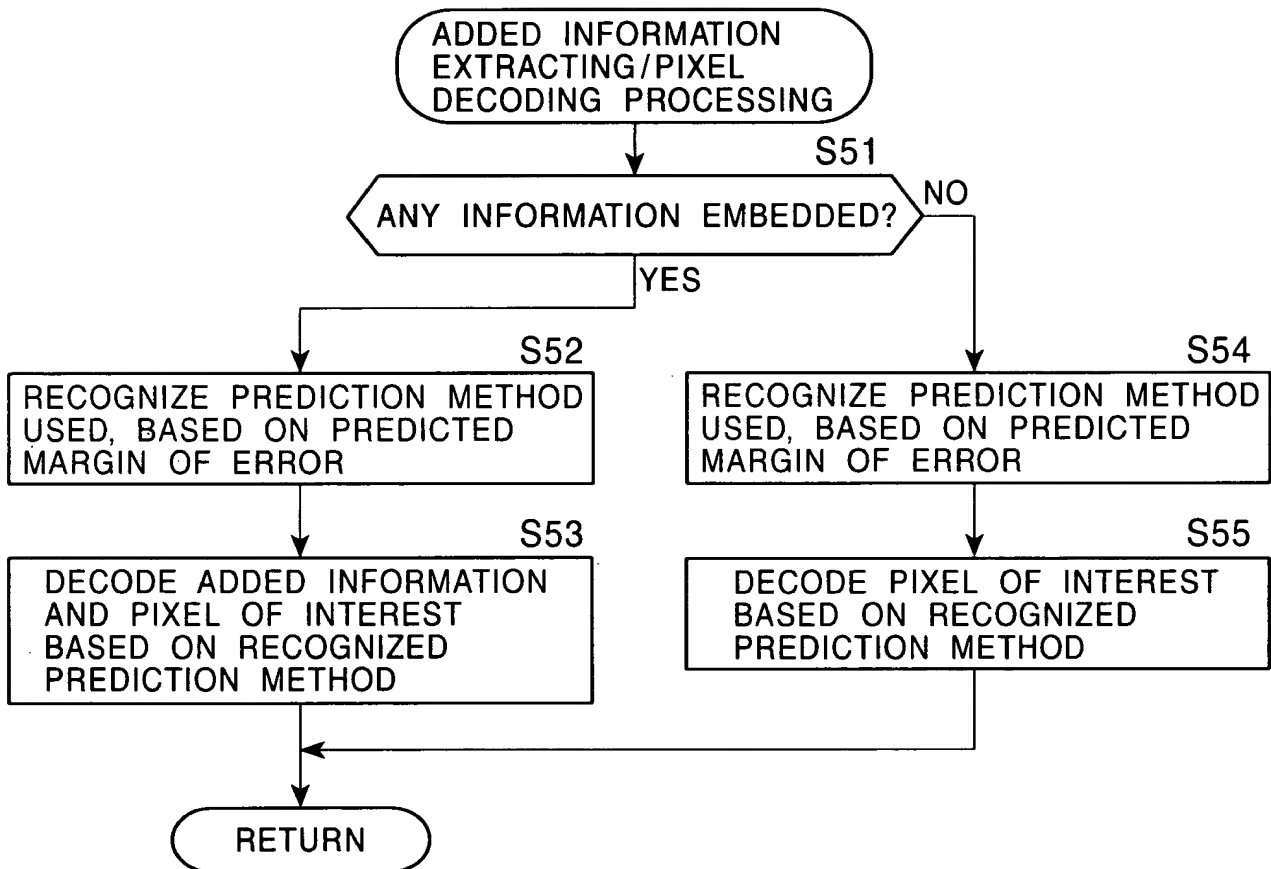 ADDED INFORMATION
EXTRACTING/PIXEL
DECODING PROCESSING
S51
ANY INFORMATION EMBEDDED?
NO
YES
S52
RECOGNIZE PREDICTION METHOD
USED, BASED ON PREDICTED
MARGIN OF ERROR
S54
RECOGNIZE PREDICTION METHOD
USED, BASED ON PREDICTED
MARGIN OF ERROR
S53
DECODE ADDED INFORMATION
AND PIXEL OF INTEREST
BASED ON RECOGNIZED
PREDICTION METHOD
S55
DECODE PIXEL OF INTEREST
BASED ON RECOGNIZED
PREDICTION METHOD
RETURN